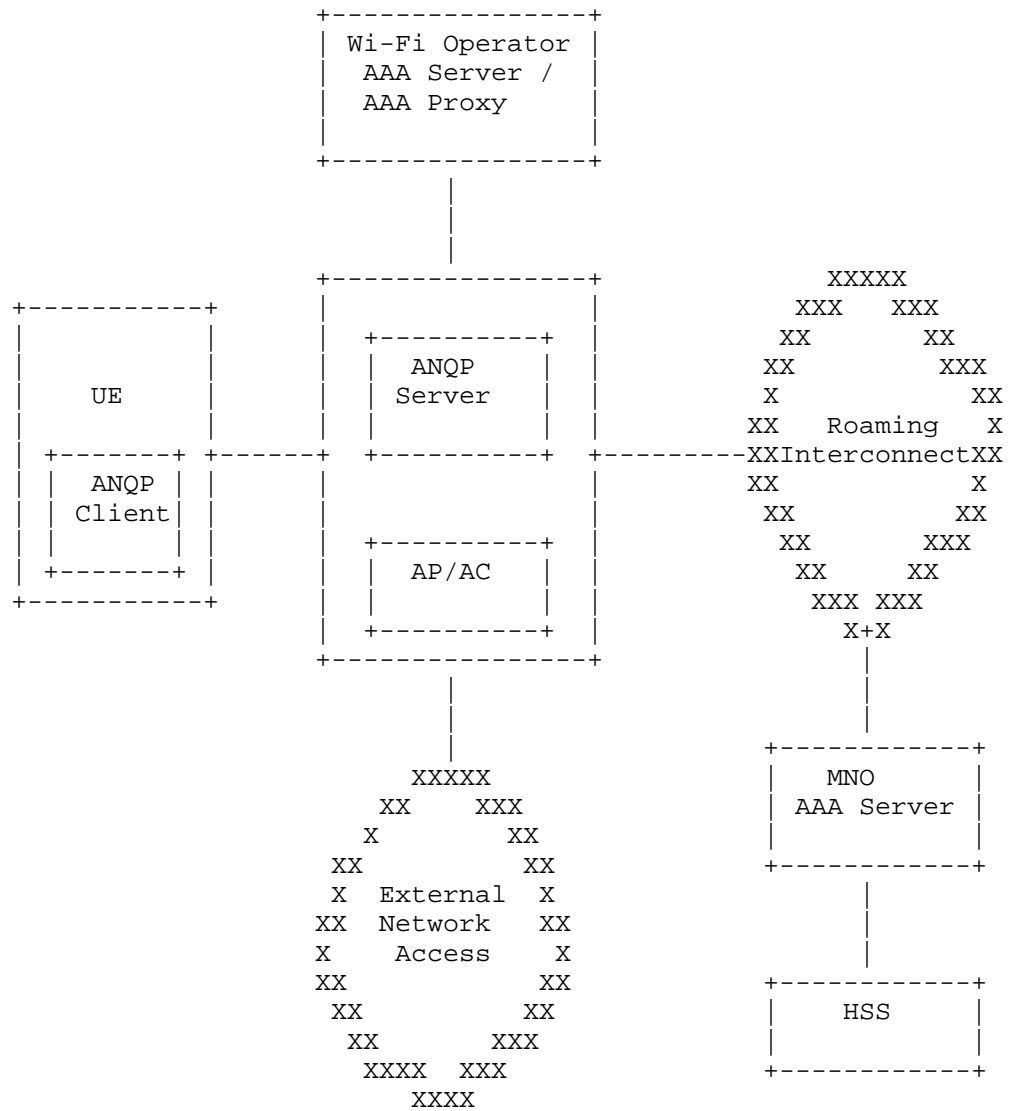 Wi-Fi Operator
AAA Server /
AAA Proxy
ANQP
Server
UE
ANQP
Client
AP/AC
Roaming
Interconnect
MNO
AAA Server
External
Network
Access
HSS